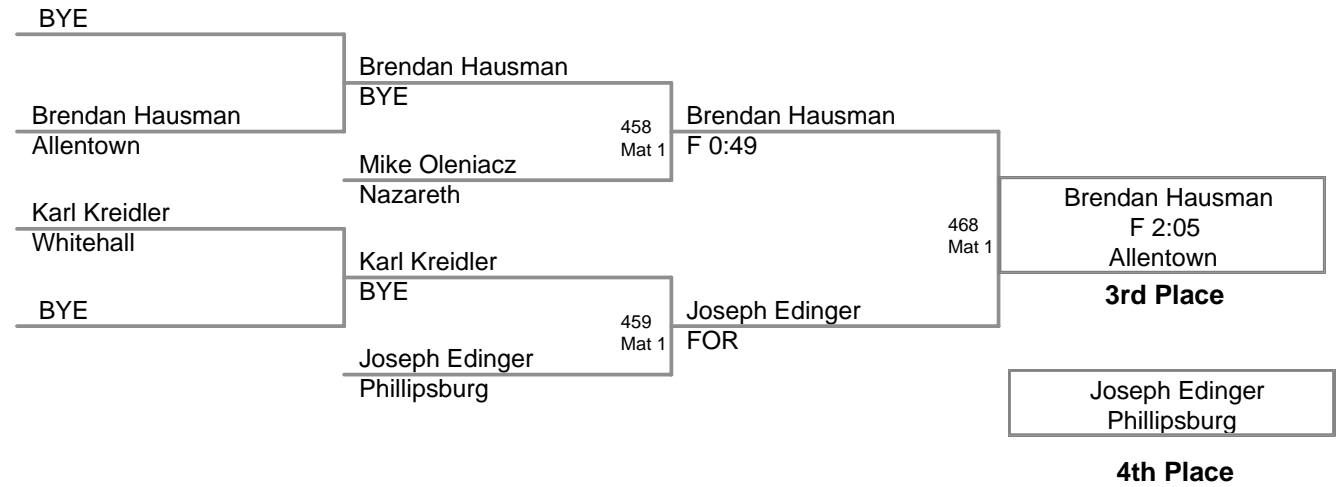 BYE
Brendan Hausman
BYE
Brendan Hausman
Allentown
458
Mat 1
Brendan Hausman
F 0:49
Mike Oleniacz
Nazareth
Karl Kreidler
Whitehall
468
Mat 1
Brendan Hausman
F 2:05
Allentown
3rd Place
Karl Kreidler
BYE
BYE
459
Mat 1
Joseph Edinger
FOR
Joseph Edinger
Phillipsburg
Joseph Edinger
Phillipsburg
4th Place